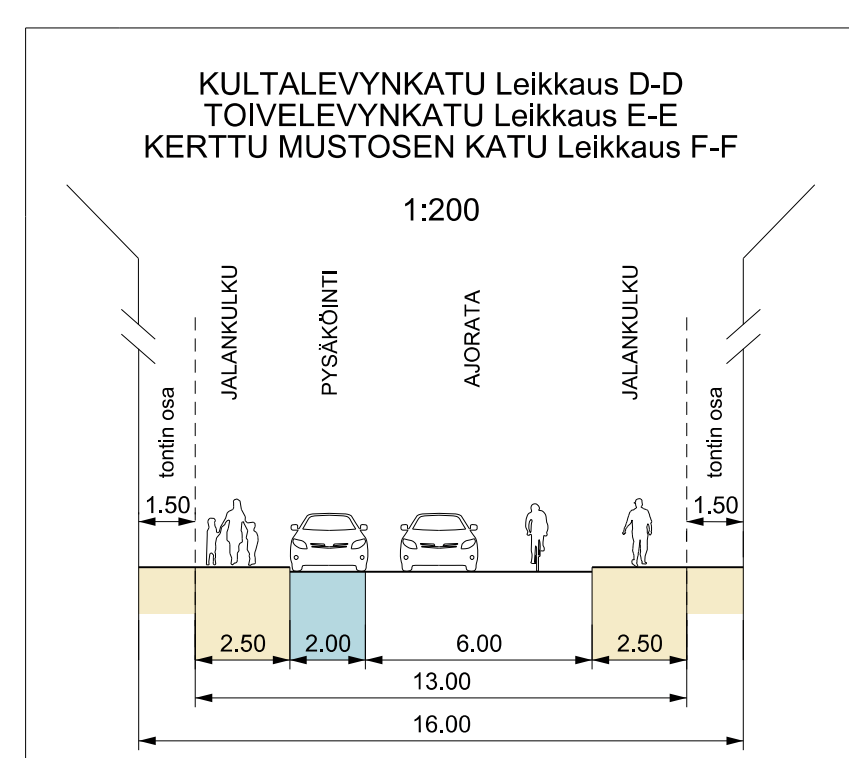 KULTALEVYNKATU Leikkaus D-D
TOIVELEVYNKATU Leikkaus E-E
KERTTU MUSTOSEN KATU Leikkaus F-F
1:200
JALANKULKU
PYSÄKÖINTI
AJORATA
JALANKULKU
tontin osa
tontin osa
1.50
1.50
2.50
2.00
6.00
2.50
13.00
16.00